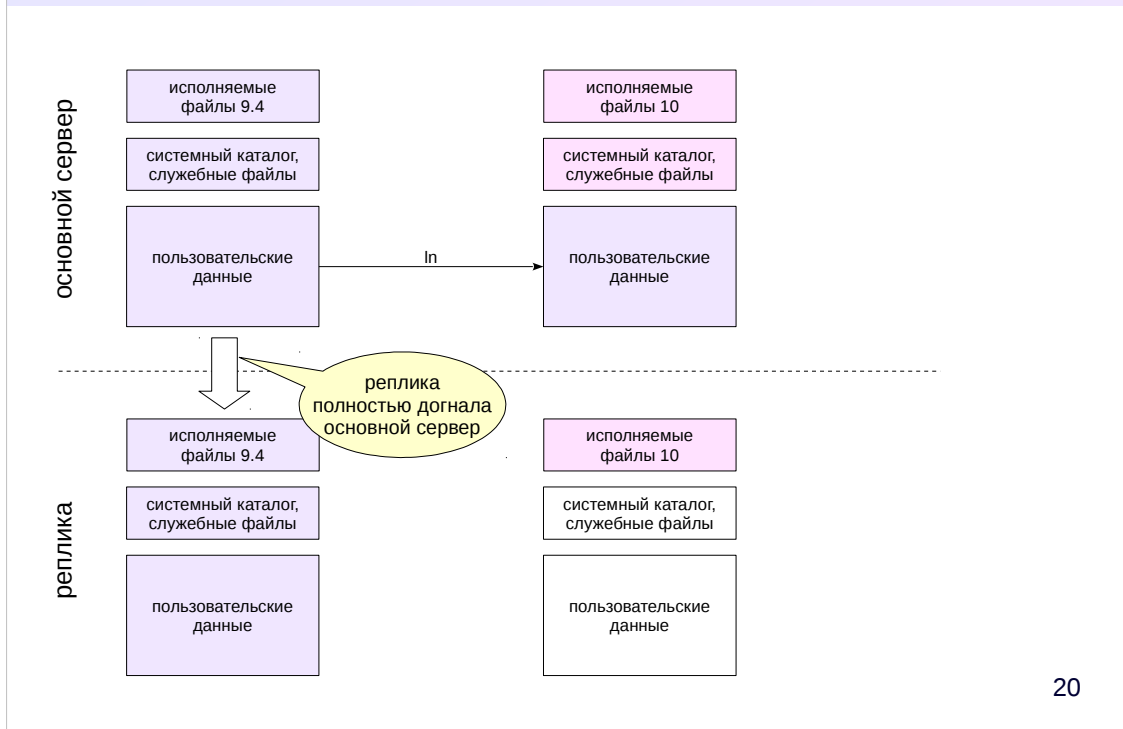 основной сервер
исполняемые
файлы 9.4
системный каталог,
служебные файлы
пользовательские
данные
ln
исполняемые
файлы 10
системный каталог,
служебные файлы
пользовательские
данные
реплика
полностью догнала
основной сервер
реплика
исполняемые
файлы 9.4
системный каталог,
служебные файлы
пользовательские
данные
исполняемые
файлы 10
системный каталог,
служебные файлы
пользовательские
данные
20